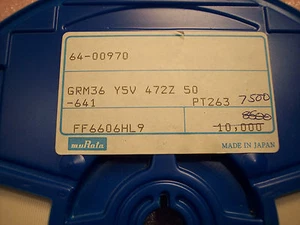 64-00970
GRM36 Y5V 472Z 50
-641 PT263 7500
8500
FF6606HL9 10,000
muRata MADE IN JAPAN